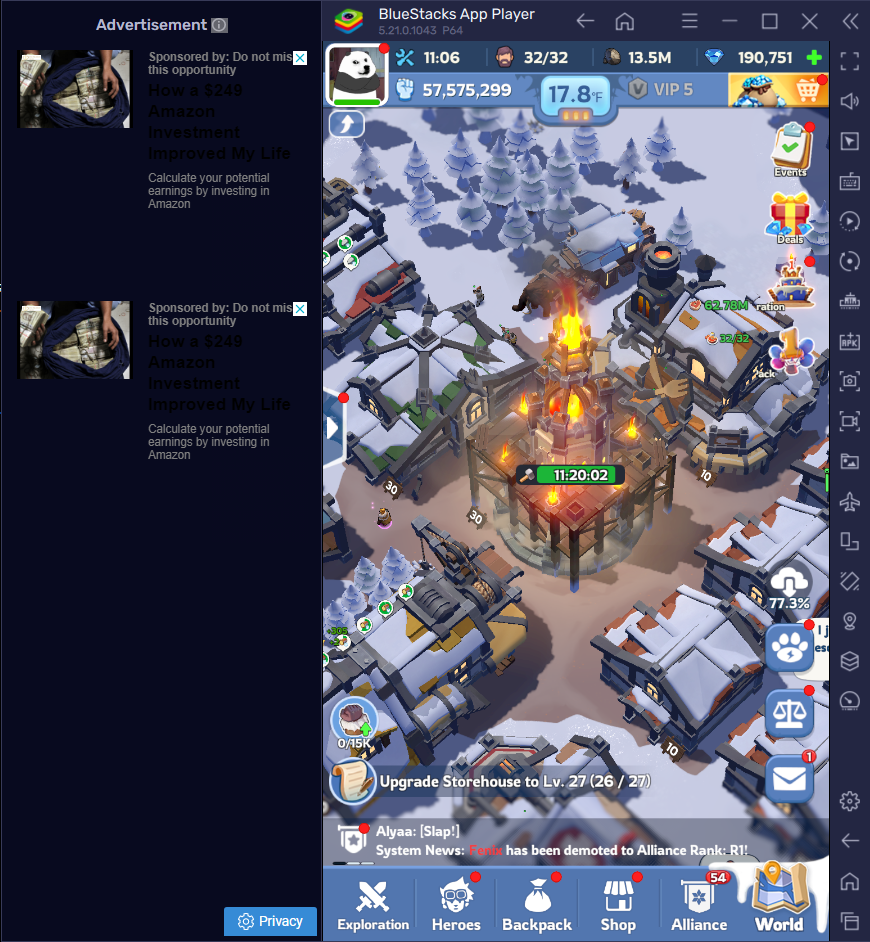 Advertisement
Sponsored by: Do not mis
this opportunity
How a $249
Amazon
Investment
Improved My Life
Calculate your potential
earnings by investing in
Amazon
Sponsored by: Do not mis
this opportunity
How a $249
Amazon
Investment
Improved My Life
Calculate your potential
earnings by investing in
Amazon
Privacy
BlueStacks App Player
5.21.0.1043 P64
11:06
32/32
13.5M
190,751
57,575,299
17.8°F
VIP 5
Events
Deals
ration
1
ack
62.78M
32/32
11:20:02
30
30
10
10
77.3%
I j
0/15K
Upgrade Storehouse to Lv. 27 (26 / 27)
1
Alyaa: [Slap!]
System News: Fenix has been demoted to Alliance Rank: R1!
Exploration
Heroes
Backpack
Shop
54
Alliance
World